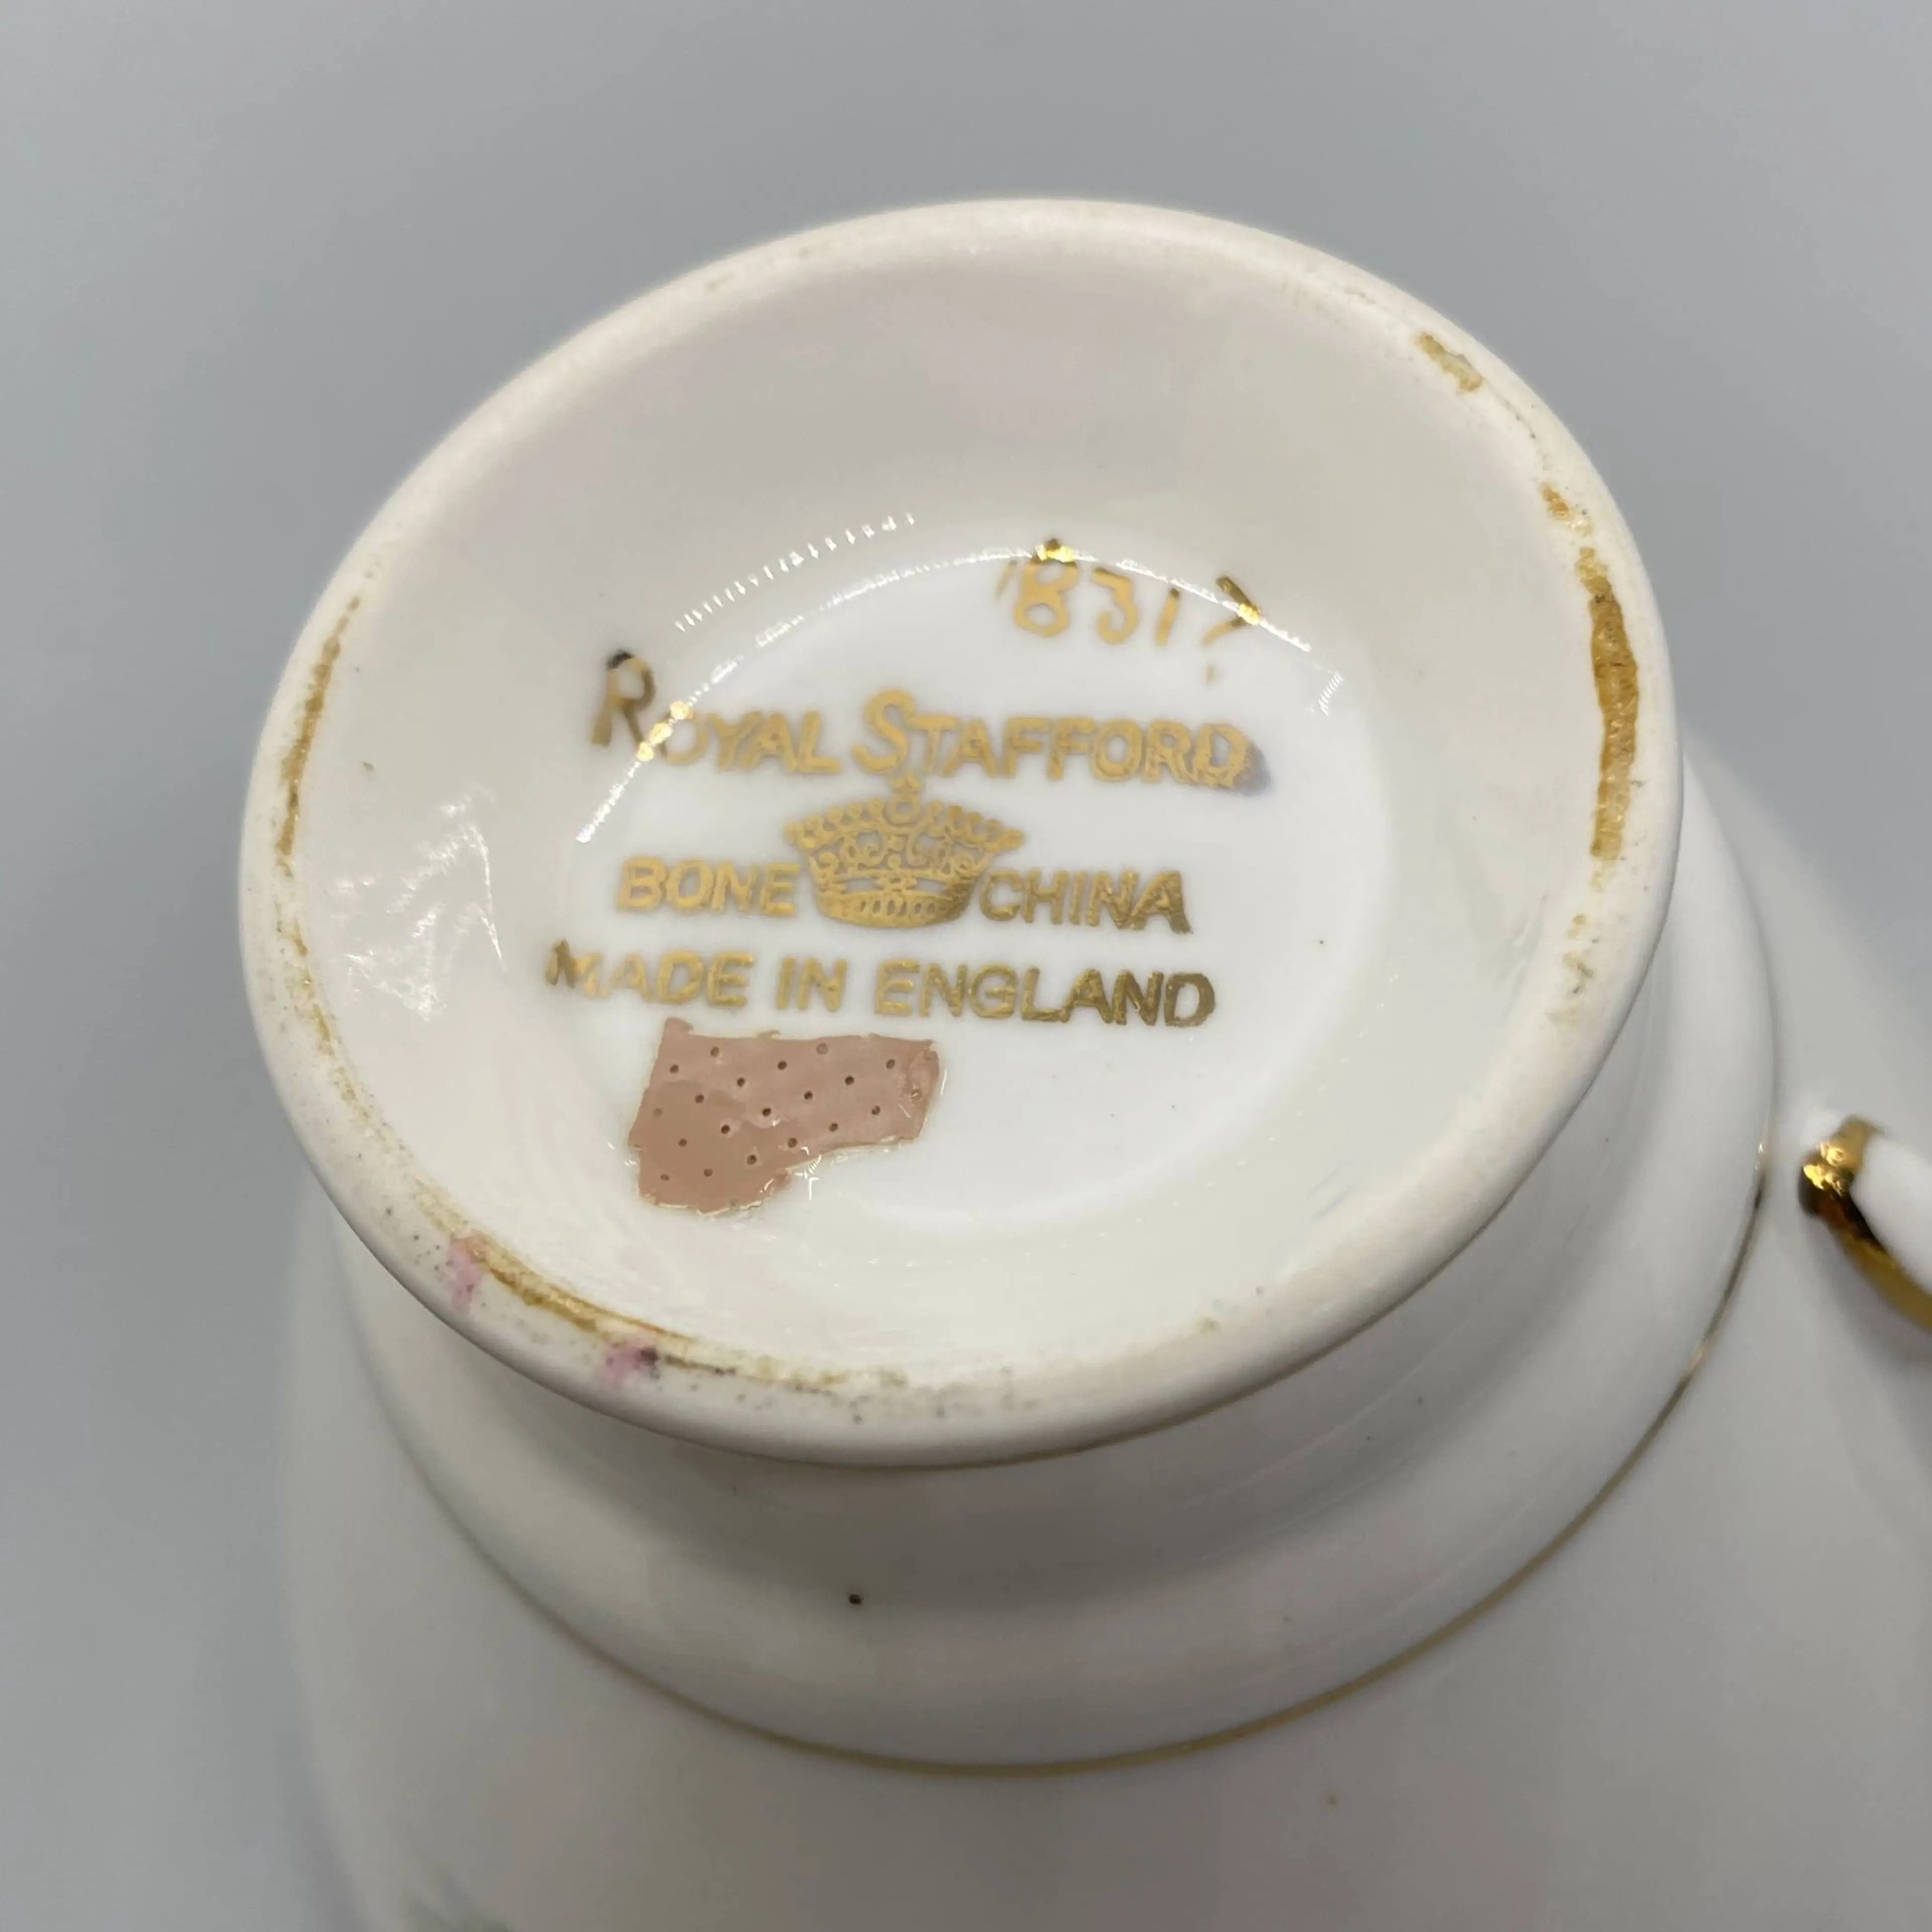 8317
ROYAL STAFFORD
BONE CHINA
MADE IN ENGLAND